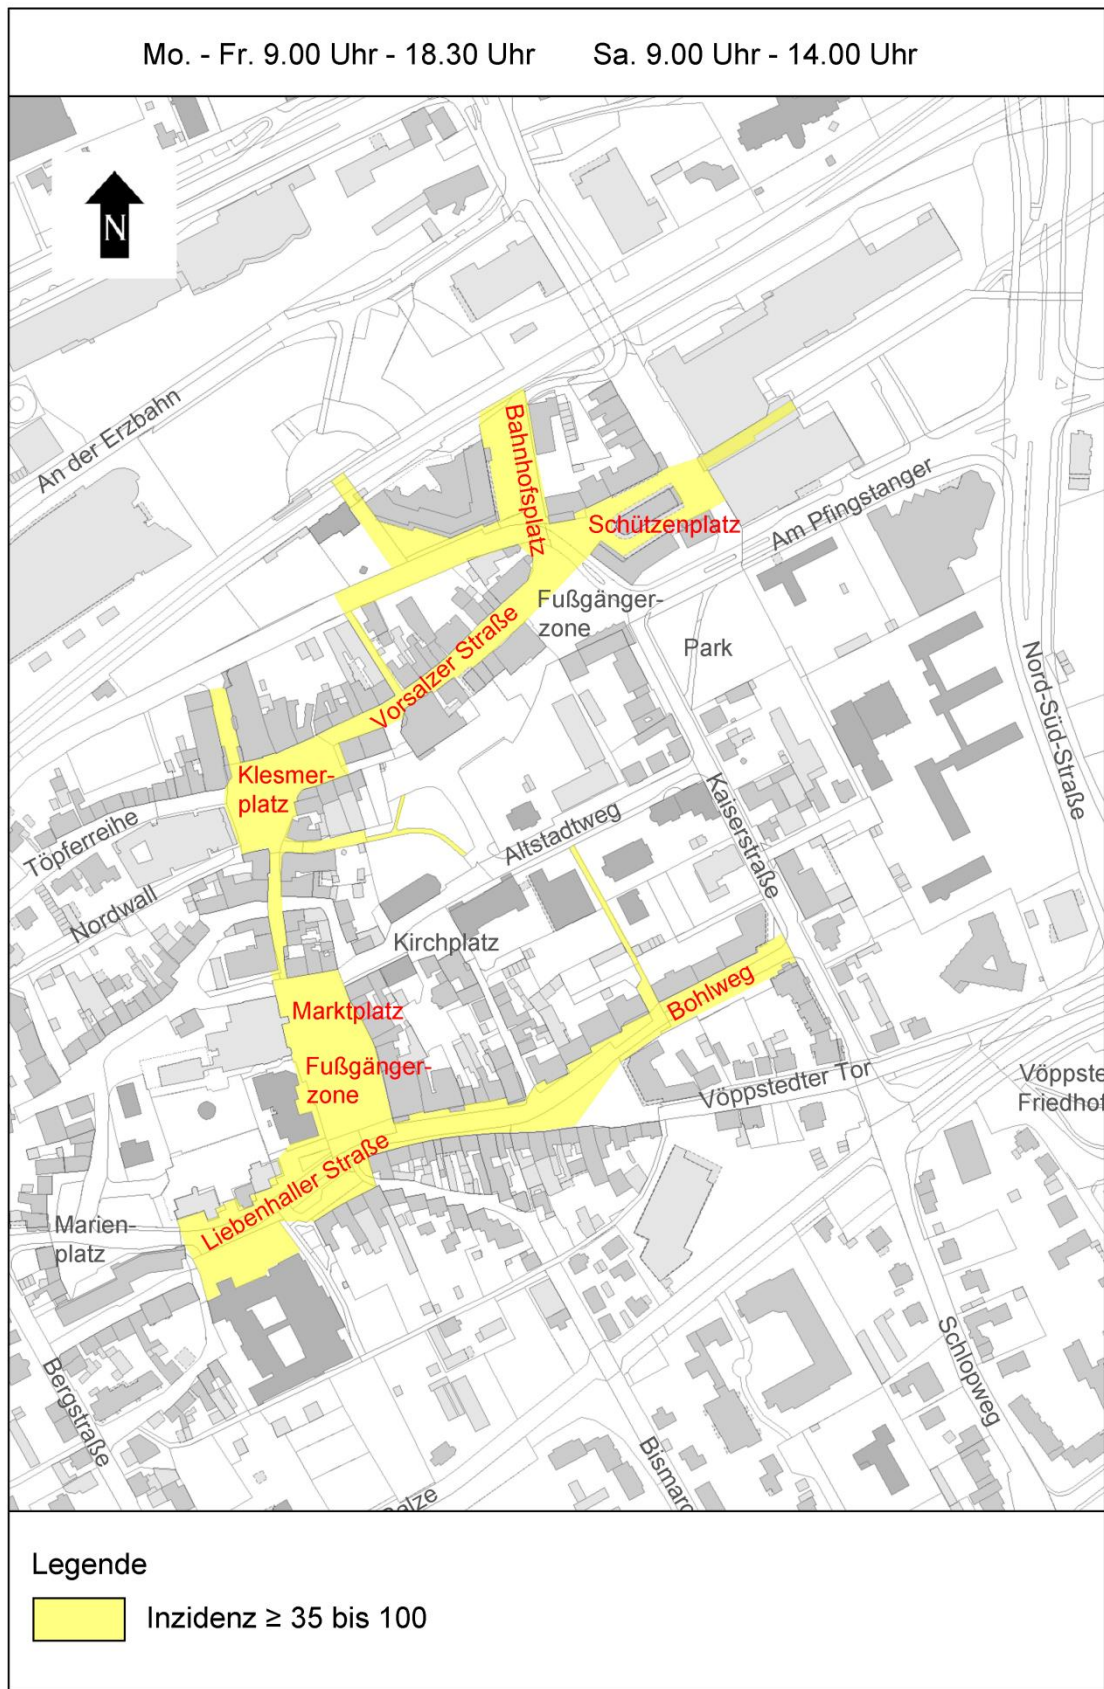 Mo. - Fr. 9.00 Uhr - 18.30 Uhr Sa. 9.00 Uhr - 14.00 Uhr
N
An der Erzbahn
Bahnhofsplatz
Schützenplatz
Am Pfingstanger
Fußgänger-
zone
Park
Vorsalzer Straße
Nord-Süd-Straße
Klesmer-
platz
Töpferreihe
Nordwall
Altstadtweg
Kaiserstraße
Kirchplatz
Bohlweg
Marktplatz
Fußgänger-
zone
Vöppstedter Tor
Vöppste
Friedhof
Liebenhaller Straße
Marien-
platz
Bergstraße
Schlopweg
Bismarc
Legende
Inzidenz ≥ 35 bis 100